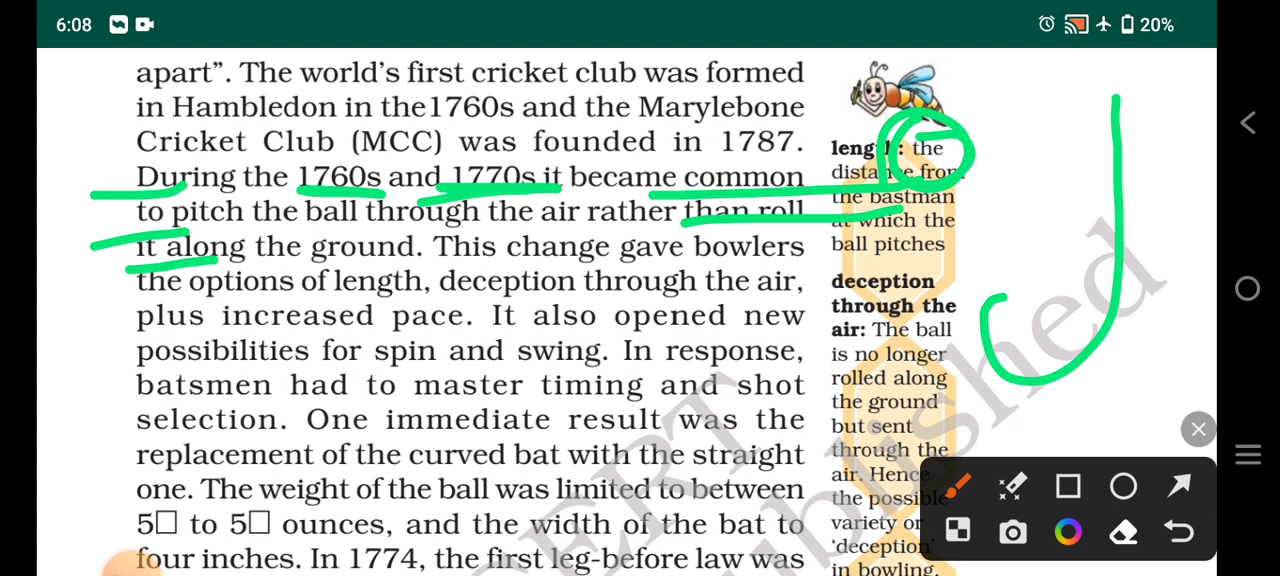 6:08
20%
apart”. The world’s first cricket club was formed
in Hambledon in the1760s and the Marylebone
Cricket Club (MCC) was founded in 1787.
During the 1760s and 1770s it became common
to pitch the ball through the air rather than roll
it along the ground. This change gave bowlers
the options of length, deception through the air,
plus increased pace. It also opened new
possibilities for spin and swing. In response,
batsmen had to master timing and shot
selection. One immediate result was the
replacement of the curved bat with the straight
one. The weight of the ball was limited to between
5□ to 5□ ounces, and the width of the bat to
four inches. In 1774, the first leg-before law was
length: the
distance from
the bastman
at which the
ball pitches
deception
through the
air: The ball
is no longer
rolled along
the ground
but sent
through the
air. Hence
the possible
variety or
‘deception’
in bowling.